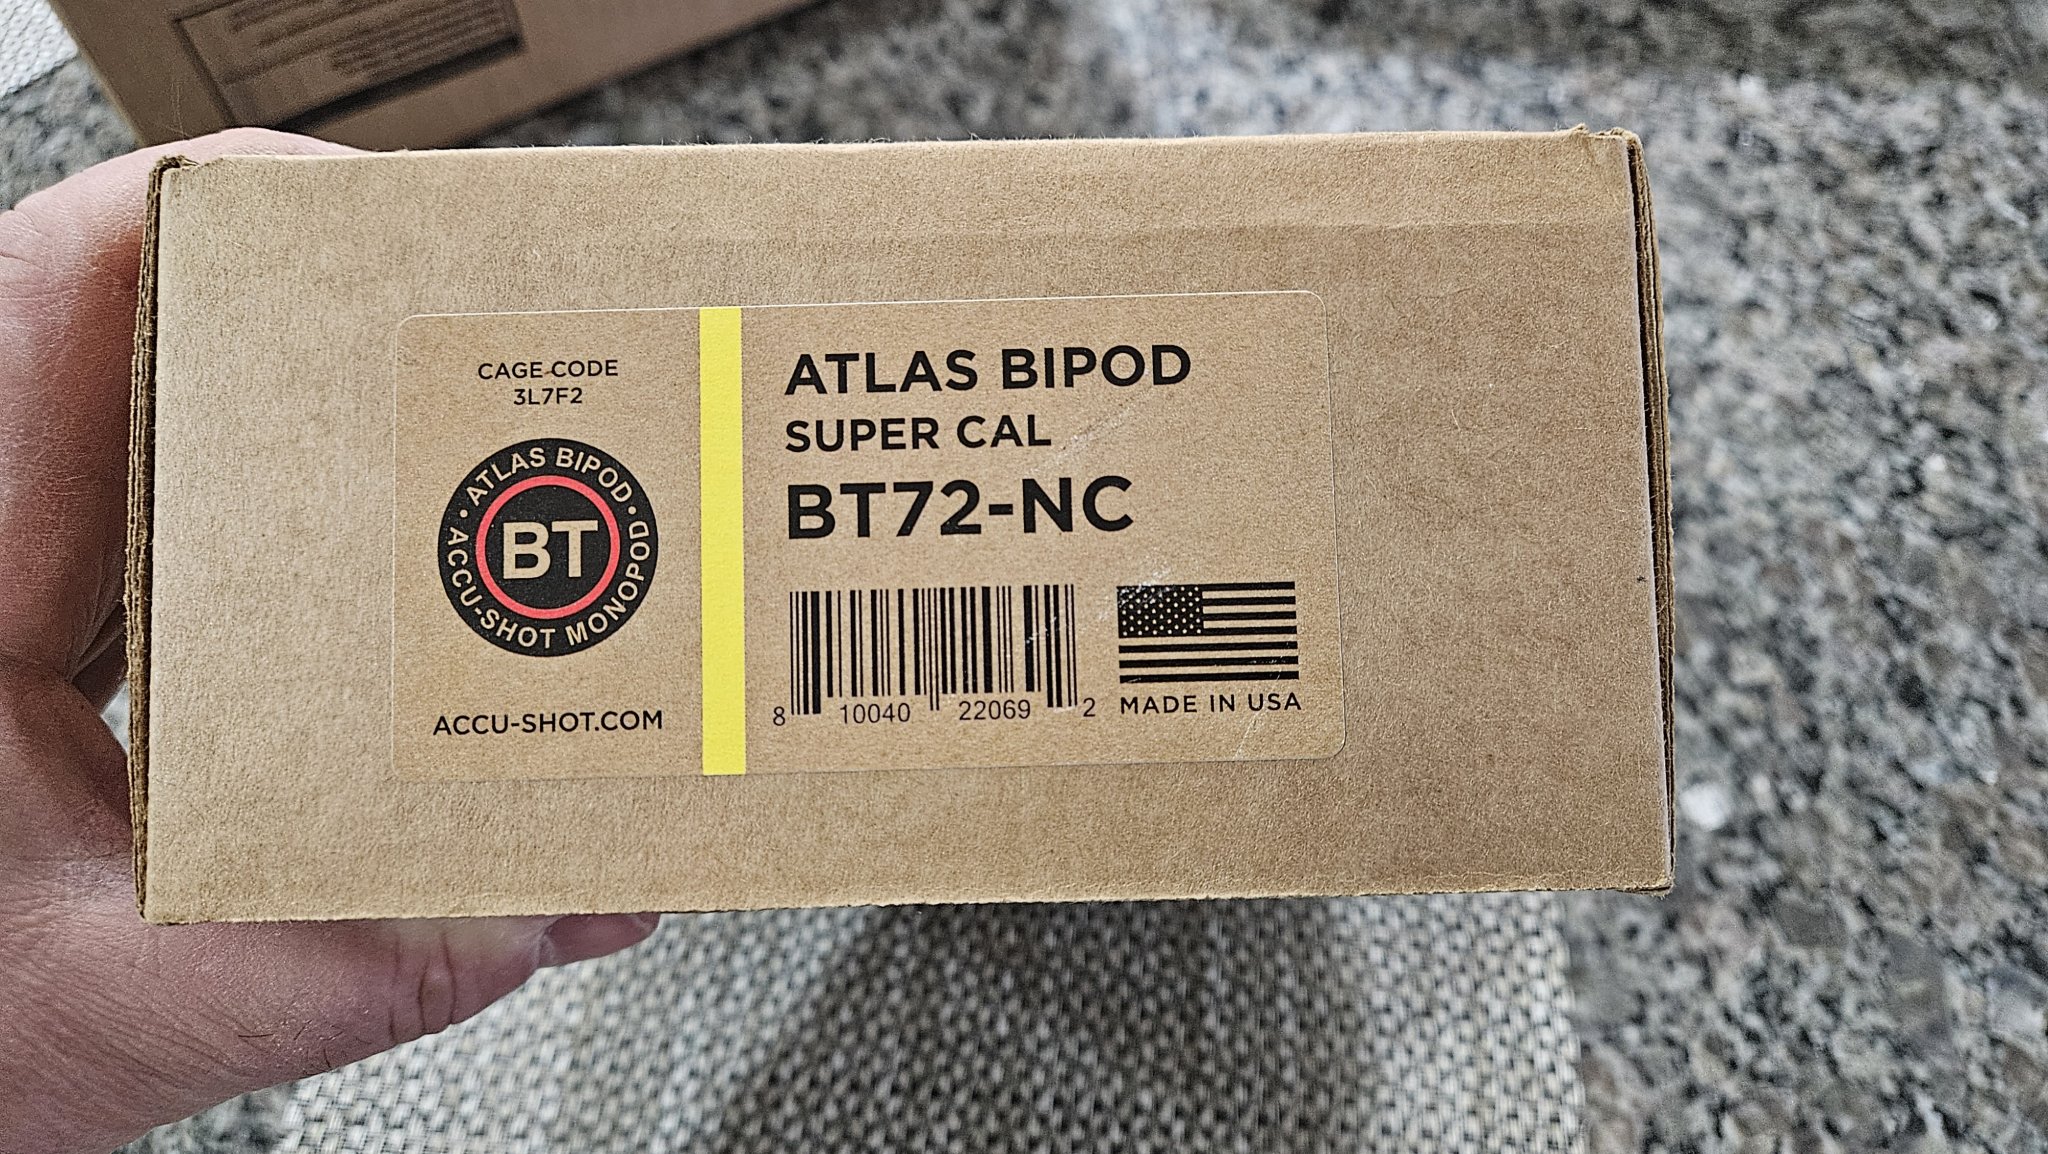 CAGE CODE
3L7F2
ATLAS BIPOD
BT
ACCU-SHOT MONOPOD
ACCU-SHOT.COM
ATLAS BIPOD
SUPER CAL
BT72-NC
8 10040 22069 2
MADE IN USA